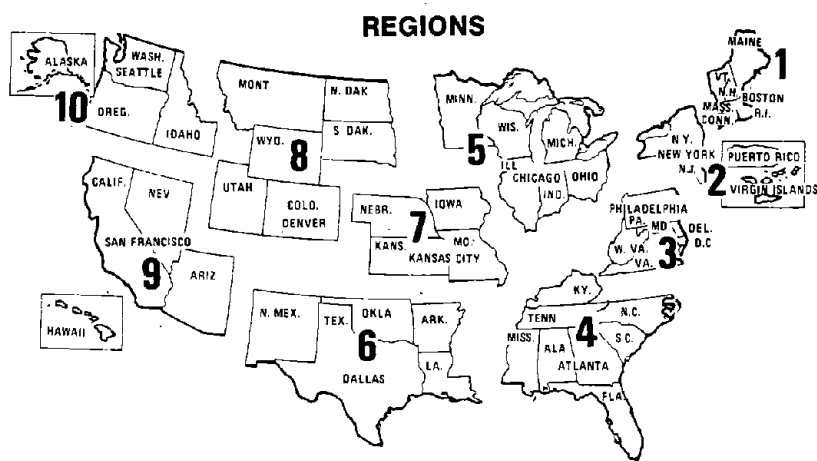 REGIONS
ALASKA
10
WASH.
SEATTLE
OREG.
IDAHO
MONT
N. DAK
WYO.
8
S DAK.
UTAH
COLO.
DENVER
MINN.
WIS.
5
MICH.
ILL
CHICAGO
IND.
OHIO
MAINE
1
VT.
N.H.
BOSTON
MASS.
CONN.
R.I.
N.Y.
NEW YORK
N.J.
2
PUERTO RICO
VIRGIN ISLANDS
CALIF.
NEV
SAN FRANCISCO
9
ARIZ
HAWAII
NEBR.
7
IOWA
KANS.
MO.
KANSAS CITY
PHILADELPHIA
PA.
MD
DEL.
D.C
W. VA.
VA.
3
N. MEX.
TEX.
OKLA
ARK.
6
DALLAS
LA.
KY.
TENN
N.C.
4
MISS.
ALA
S.C.
ATLANTA
FLA.